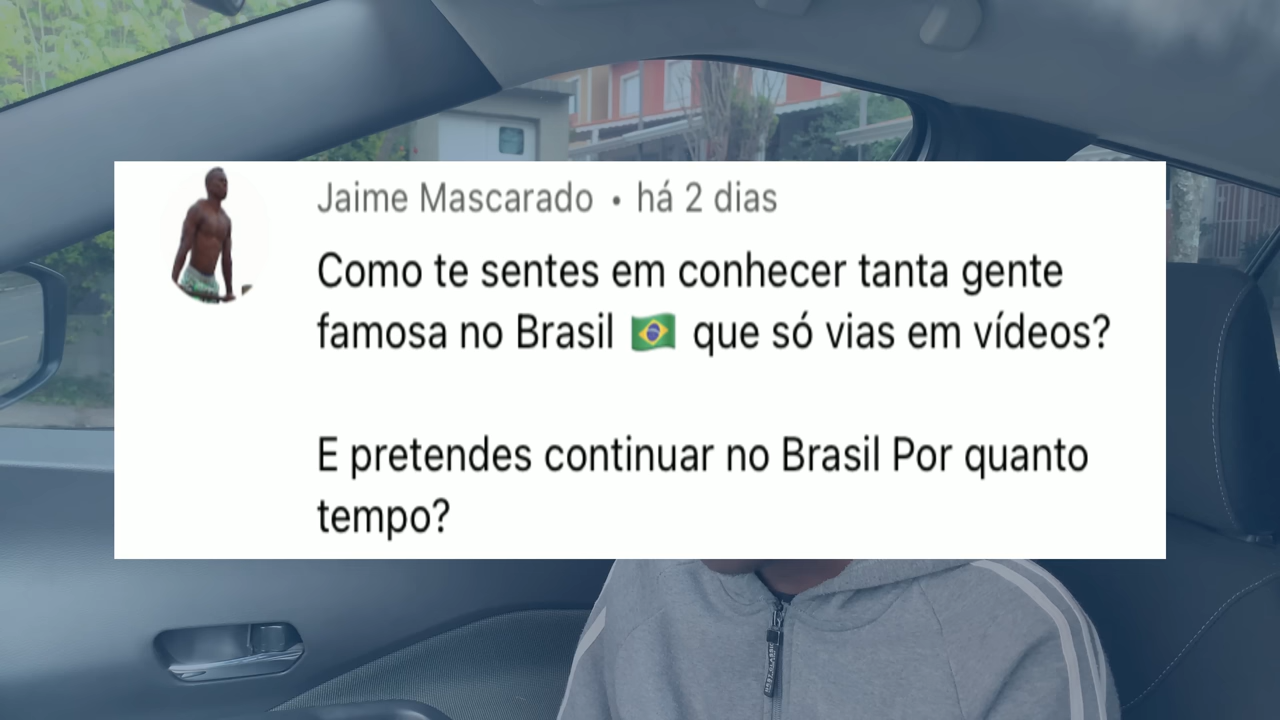 Jaime Mascarado • há 2 dias
Como te sentes em conhecer tanta gente
famosa no Brasil 🇧🇷 que só vias em vídeos?
E pretendes continuar no Brasil Por quanto
tempo?